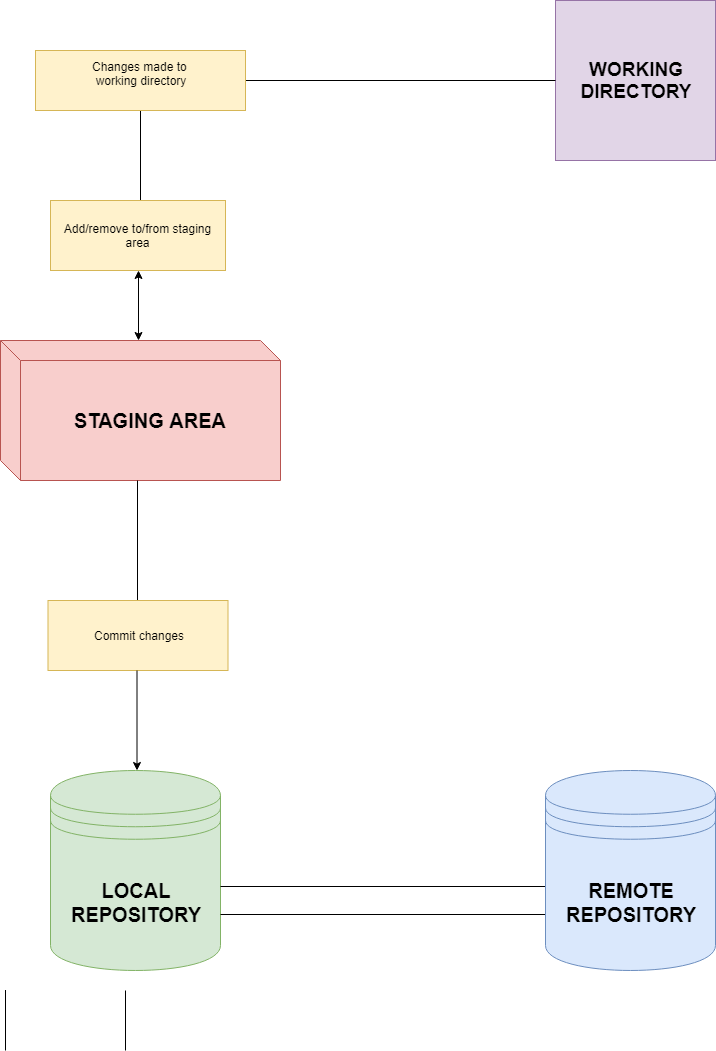 Changes made to
working directory
WORKING
DIRECTORY
Add/remove to/from staging
area
STAGING AREA
Commit changes
LOCAL
REPOSITORY
REMOTE
REPOSITORY